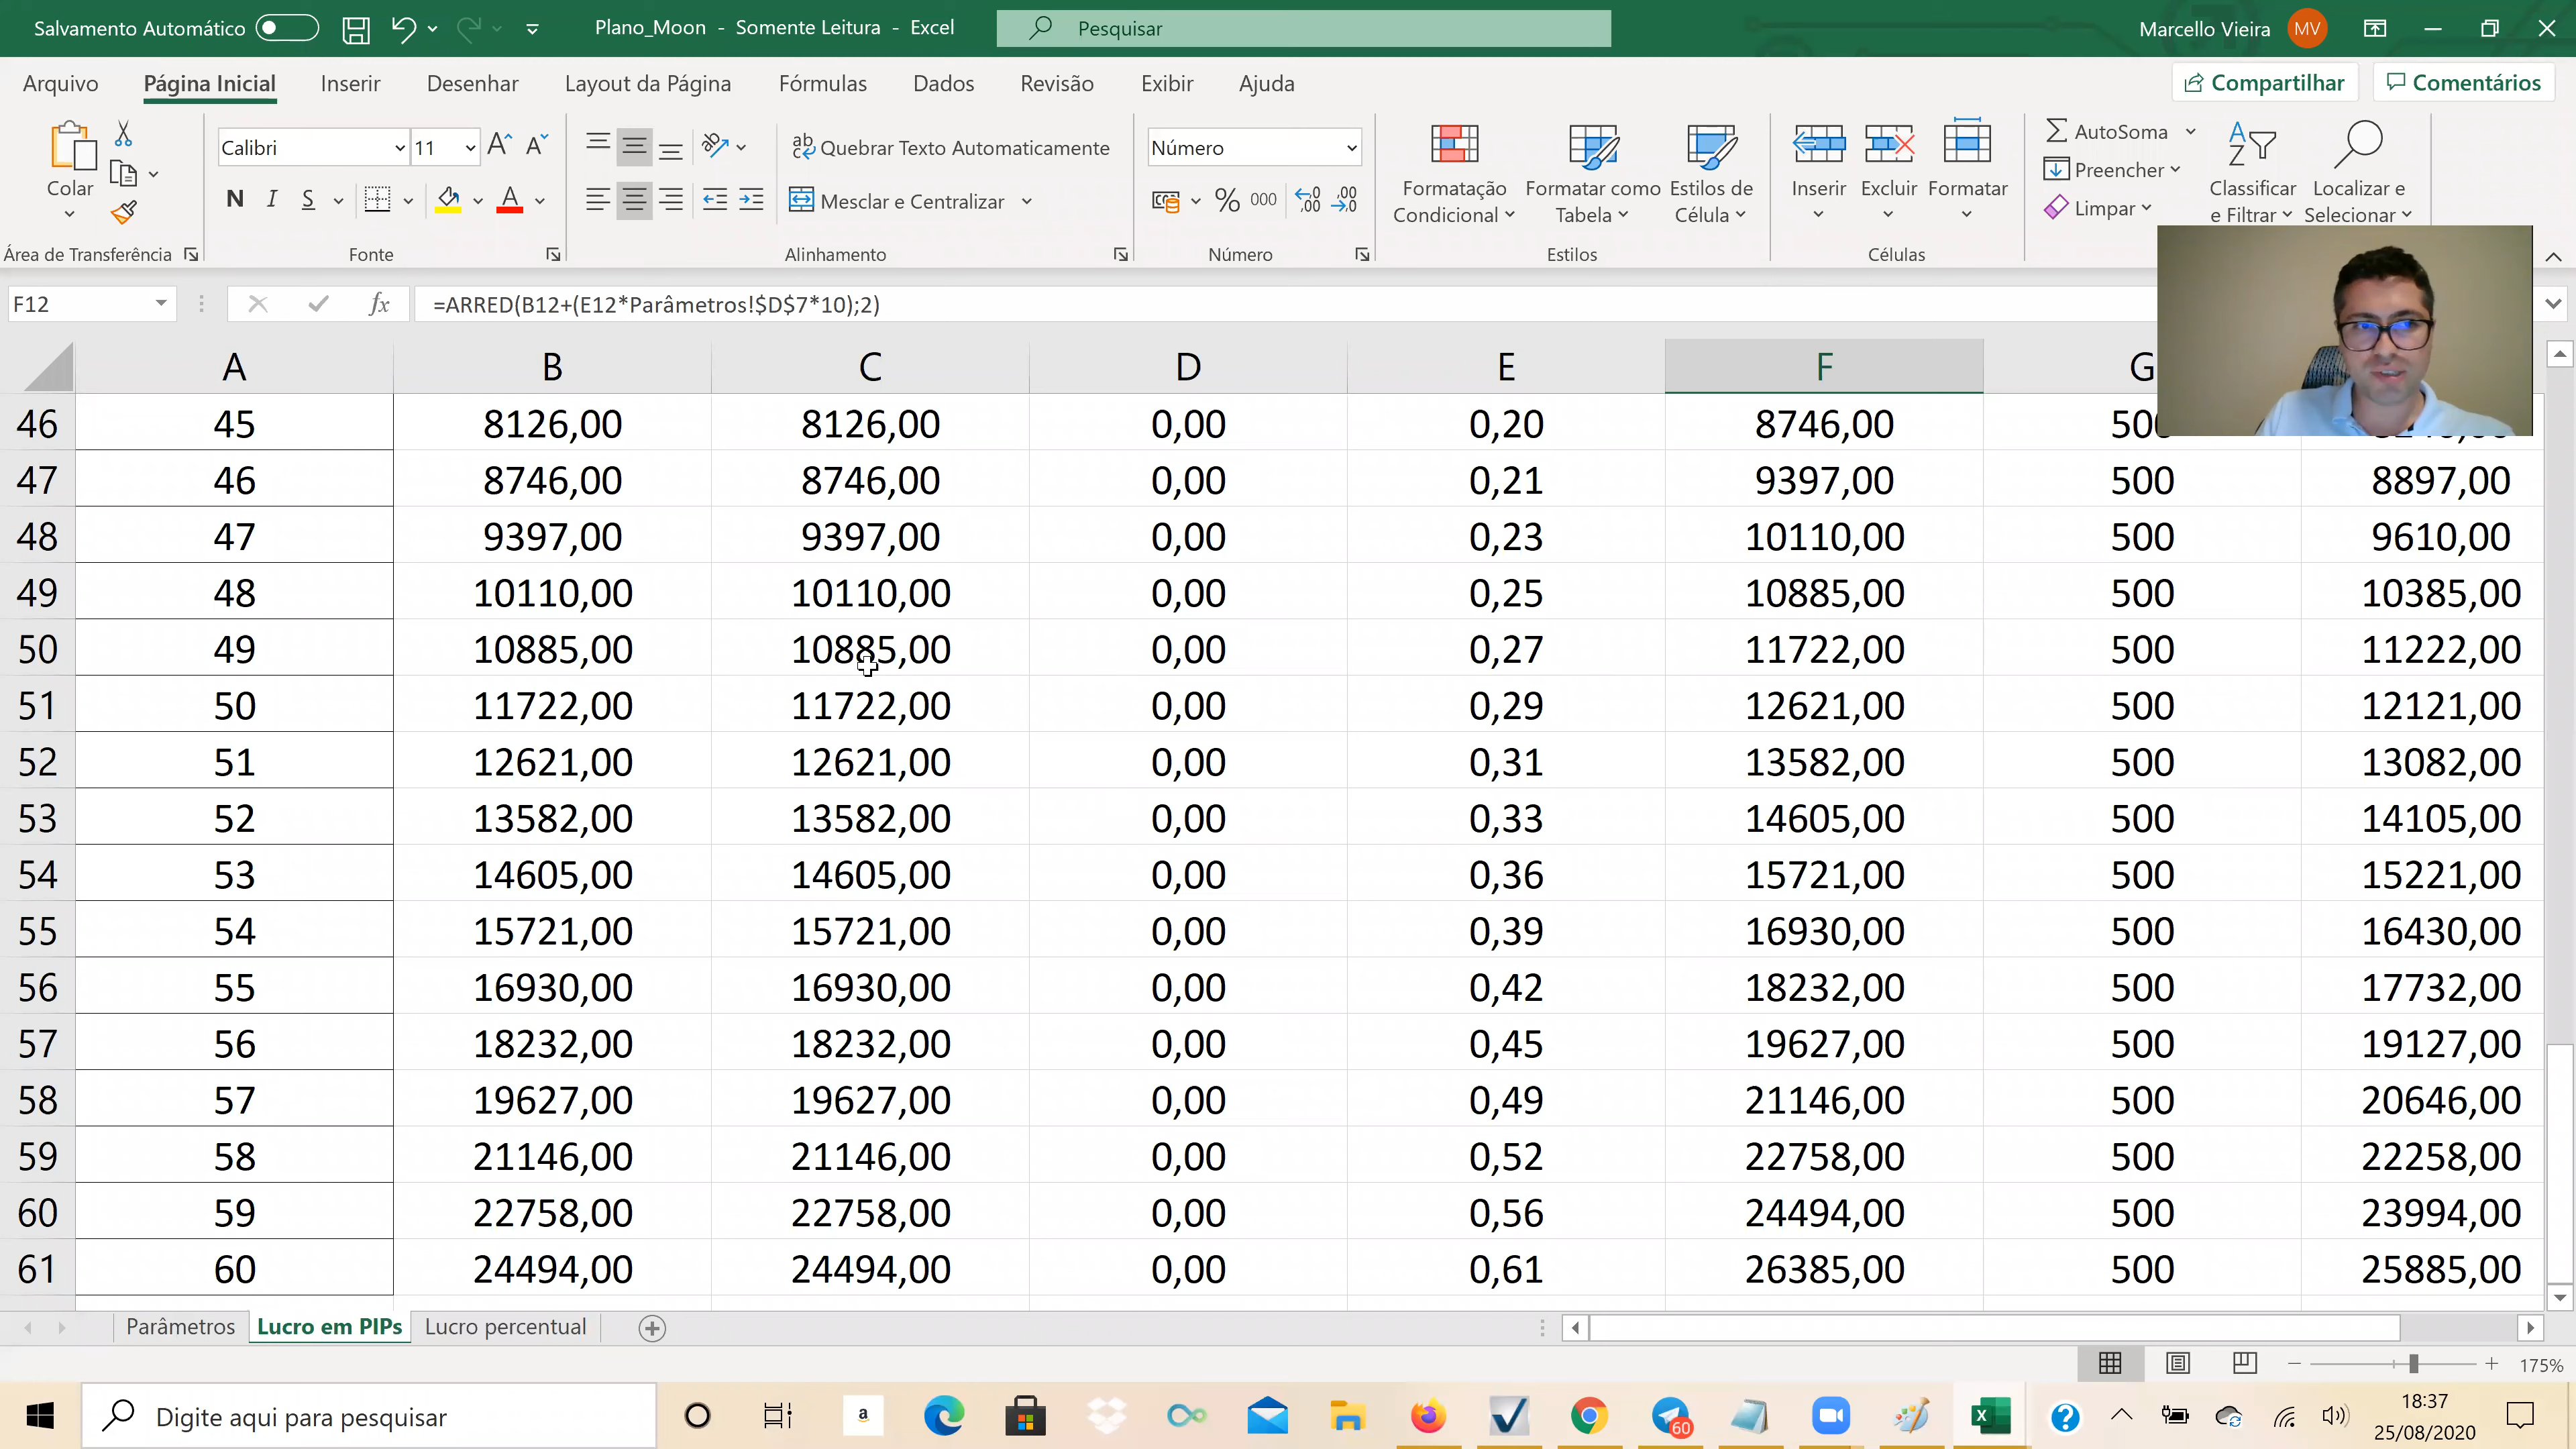 Salvamento Automático
Plano_Moon - Somente Leitura - Excel
Pesquisar
Marcello Vieira MV
Arquivo Página Inicial Inserir Desenhar Layout da Página Fórmulas Dados Revisão Exibir Ajuda
Compartilhar Comentários
Colar
Área de Transferência
Calibri 11
N I S
Fonte
Quebrar Texto Automaticamente
Mesclar e Centralizar
Alinhamento
Número
% 000
Número
Formatação Condicional
Formatar como Tabela
Estilos de Célula
Estilos
Inserir Excluir Formatar
Células
AutoSoma
Preencher
Limpar
Classificar e Filtrar
Localizar e Selecionar
F12 fx =ARRED(B12+(E12*Parâmetros!$D$7*10);2)
A B C D E F G
46 45 8126,00 8126,00 0,00 0,20 8746,00
47 46 8746,00 8746,00 0,00 0,21 9397,00 500 8897,00
48 47 9397,00 9397,00 0,00 0,23 10110,00 500 9610,00
49 48 10110,00 10110,00 0,00 0,25 10885,00 500 10385,00
50 49 10885,00 10885,00 0,00 0,27 11722,00 500 11222,00
51 50 11722,00 11722,00 0,00 0,29 12621,00 500 12121,00
52 51 12621,00 12621,00 0,00 0,31 13582,00 500 13082,00
53 52 13582,00 13582,00 0,00 0,33 14605,00 500 14105,00
54 53 14605,00 14605,00 0,00 0,36 15721,00 500 15221,00
55 54 15721,00 15721,00 0,00 0,39 16930,00 500 16430,00
56 55 16930,00 16930,00 0,00 0,42 18232,00 500 17732,00
57 56 18232,00 18232,00 0,00 0,45 19627,00 500 19127,00
58 57 19627,00 19627,00 0,00 0,49 21146,00 500 20646,00
59 58 21146,00 21146,00 0,00 0,52 22758,00 500 22258,00
60 59 22758,00 22758,00 0,00 0,56 24494,00 500 23994,00
61 60 24494,00 24494,00 0,00 0,61 26385,00 500 25885,00
Parâmetros Lucro em PIPs Lucro percentual
175%
Digite aqui para pesquisar
a
60
18:37
25/08/2020